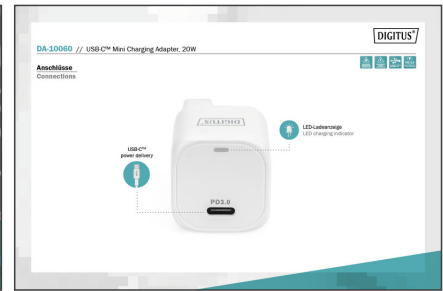 DIGITUS®
DA-10060 // USB-C™ Mini Charging Adapter, 20W
Anschlüsse
Connections
DIGITUS
LED-Ladeanzeige
LED charging indicator
USB-C™
power delivery
PD3.0